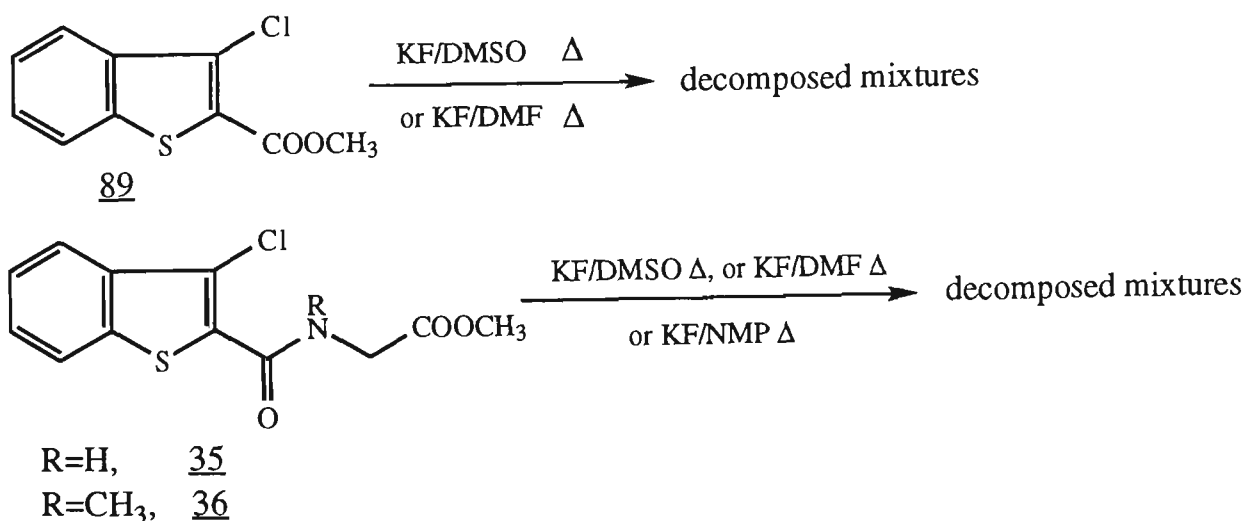 Cl
KF/DMSO Δ
or KF/DMF Δ
decomposed mixtures
S
COOCH₃
89
Cl
R
N
COOCH₃
S
O
KF/DMSO Δ, or KF/DMF Δ
or KF/NMP Δ
decomposed mixtures
R=H, 35
R=CH₃, 36